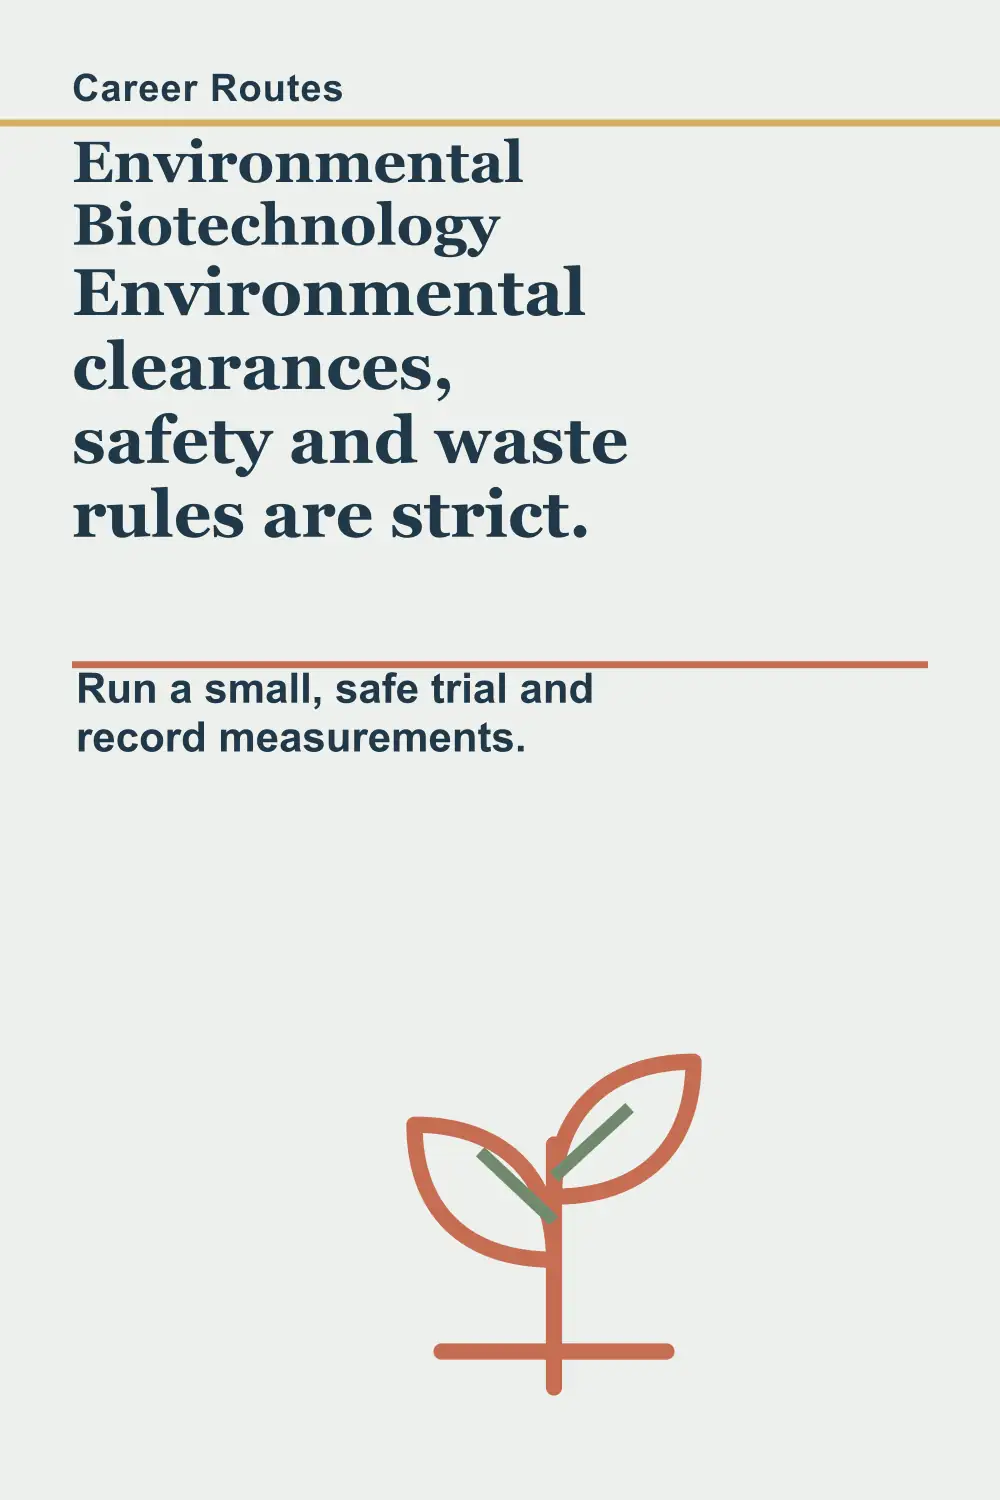 Career Routes
Environmental
Biotechnology
Environmental
clearances,
safety and waste
rules are strict.
Run a small, safe trial and
record measurements.